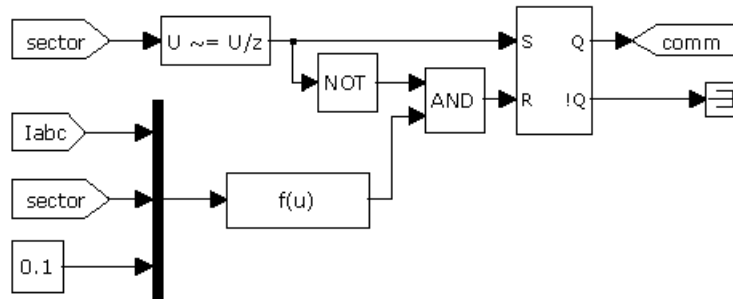 sector
U ~= U/z
S
Q
comm
NOT
AND
R
!Q
Iabc
sector
f(u)
0.1